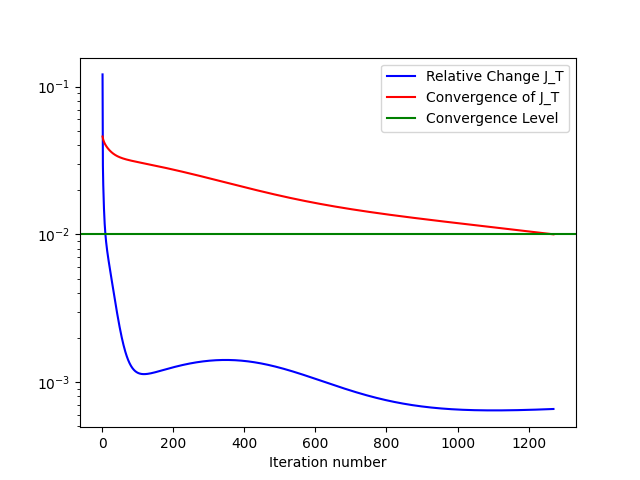 Relative Change J_T
Convergence of J_T
Convergence Level
10⁻¹
10⁻²
10⁻³
0 200 400 600 800 1000 1200
Iteration number